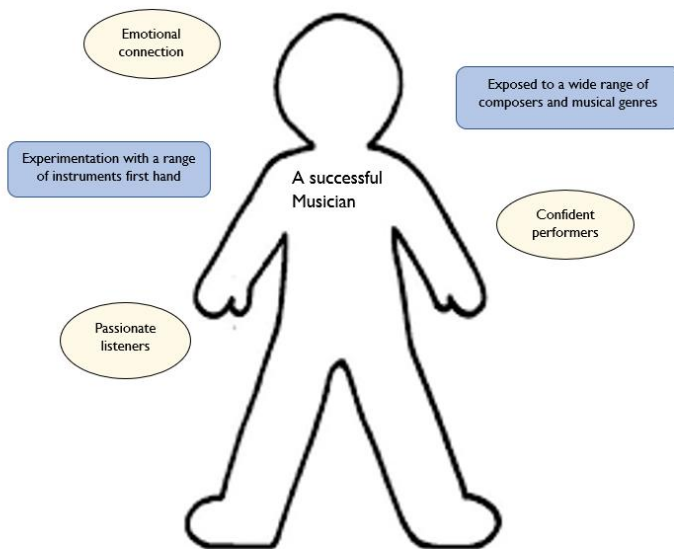 Emotional
connection
Exposed to a wide range of
composers and musical genres
Experimentation with a range
of instruments first hand
A successful
Musician
Confident
performers
Passionate
listeners